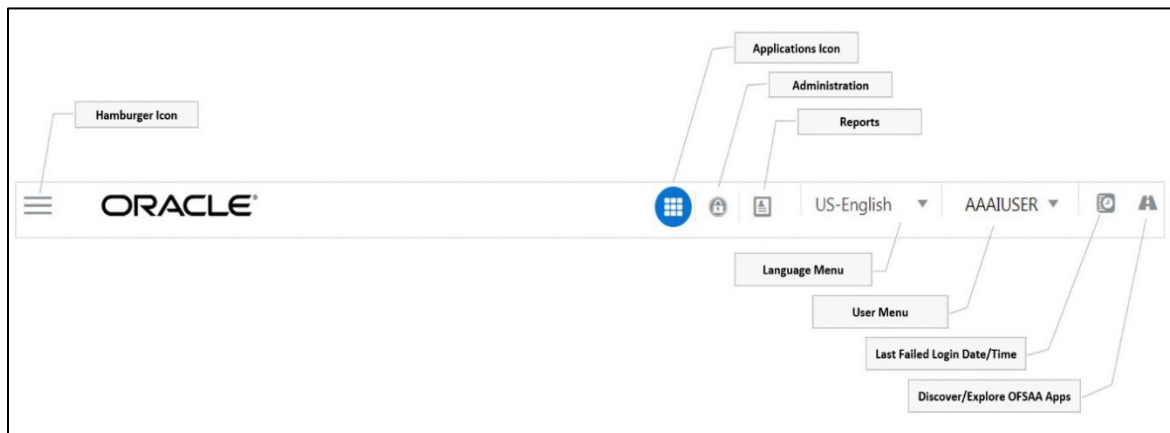 Applications Icon
Administration
Hamburger Icon
Reports
ORACLE
US-English
AAAIUSER
Language Menu
User Menu
Last Failed Login Date/Time
Discover/Explore OFSAA Apps